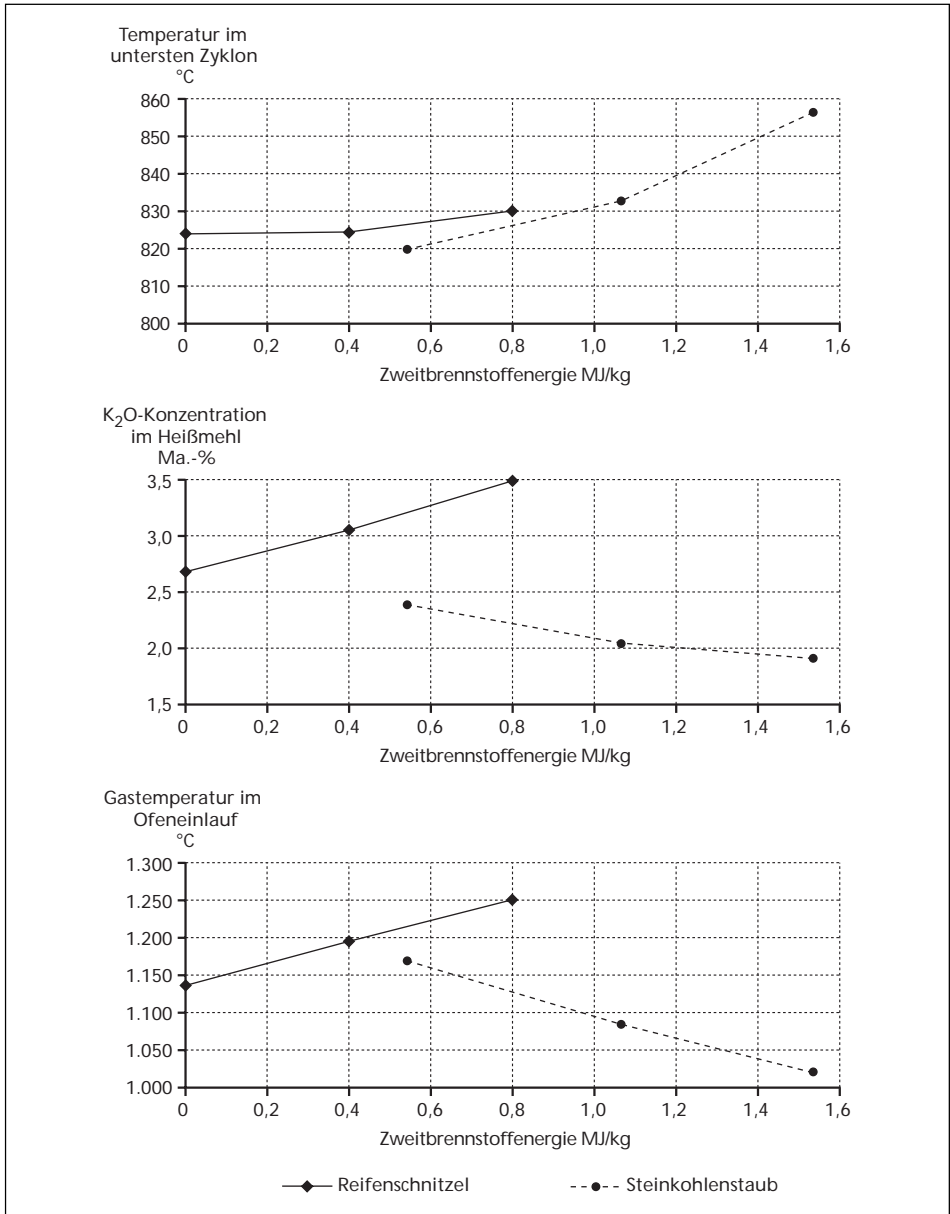 Temperatur im
untersten Zyklon
°C
860
850
840
830
820
810
800
0 0,2 0,4 0,6 0,8 1,0 1,2 1,4 1,6
Zweitbrennstoffenergie MJ/kg
K₂O-Konzentration
im Heißmehl
Ma.-%
3,5
3,0
2,5
2,0
1,5
0 0,2 0,4 0,6 0,8 1,0 1,2 1,4 1,6
Zweitbrennstoffenergie MJ/kg
Gastemperatur im
Ofeneinlauf
°C
1.300
1.250
1.200
1.150
1.100
1.050
1.000
0 0,2 0,4 0,6 0,8 1,0 1,2 1,4 1,6
Zweitbrennstoffenergie MJ/kg
Reifenschnitzel Steinkohlenstaub